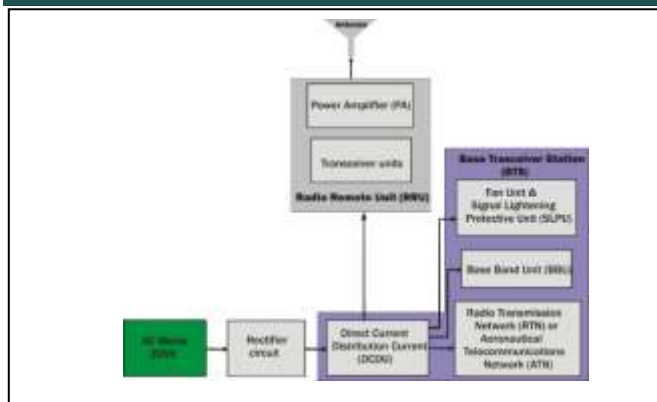 Antenna
Power Amplifier (PA)
Transceiver units
Radio Remote Unit (RRU)
Base Tranceiver Station
(BTS)
Fan Unit &
Signal Lightening
Protective Unit (SLPU)
Base Band Unit (BBU)
Radio Transmission
Network (RTN) or
Aeronautical
Telecommunications
Network (ATN)
Direct Current
Distribution Current
(DCDU)
Rectifier
circuit
AC Mains